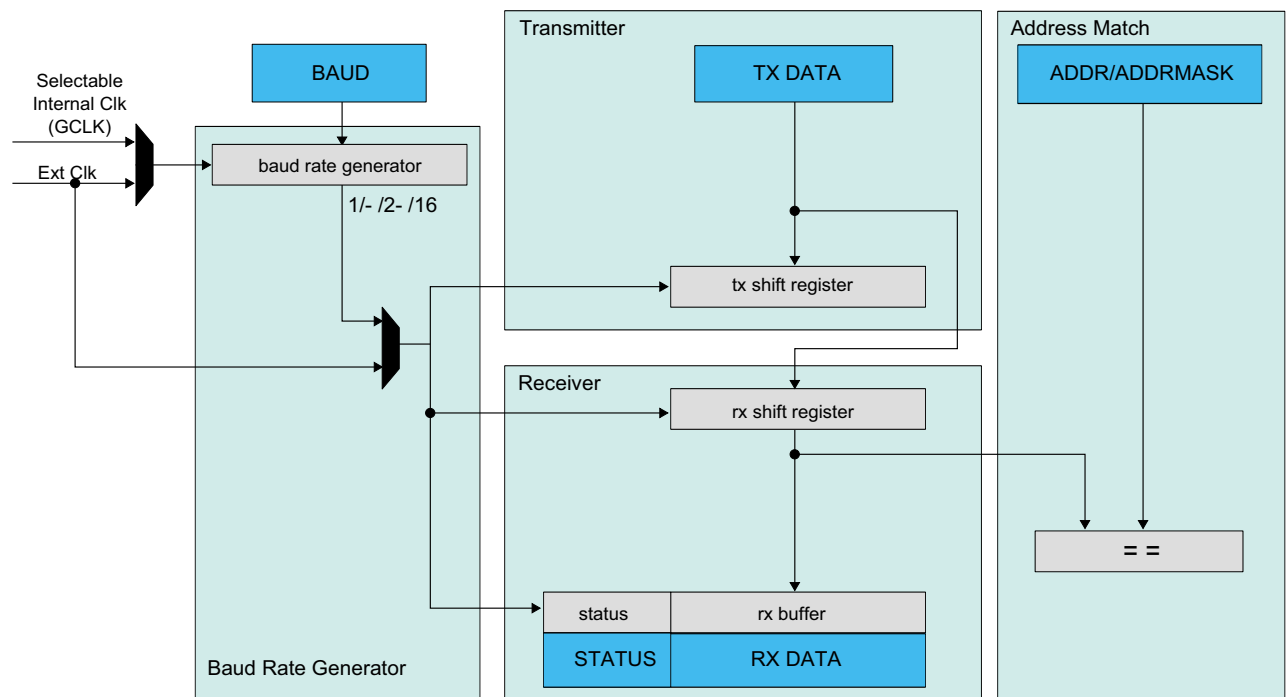 Transmitter
Address Match
BAUD
TX DATA
ADDR/ADDRMASK
Selectable
Internal Clk
(GCLK)
baud rate generator
Ext Clk
1/- /2- /16
tx shift register
Receiver
rx shift register
= =
status
rx buffer
STATUS
RX DATA
Baud Rate Generator